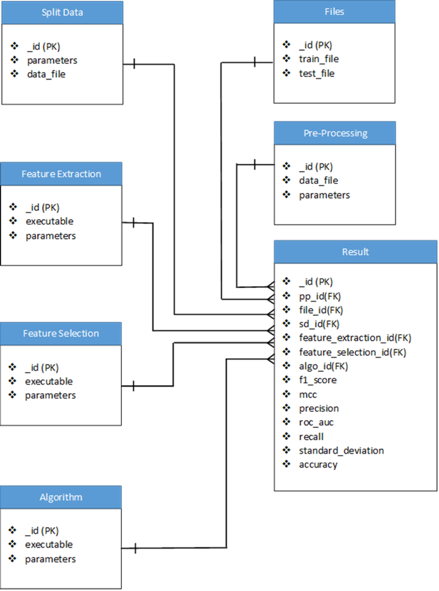 Split Data
_id (PK)
parameters
data_file
Files
_id (PK)
train_file
test_file
Pre-Processing
_id (PK)
data_file
parameters
Feature Extraction
_id (PK)
executable
parameters
Result
_id (PK)
pp_id(FK)
file_id(FK)
sd_id(FK)
feature_extraction_id(FK)
feature_selection_id(FK)
algo_id(FK)
f1_score
mcc
precision
roc_auc
recall
standard_deviation
accuracy
Feature Selection
_id (PK)
executable
parameters
Algorithm
_id (PK)
executable
parameters